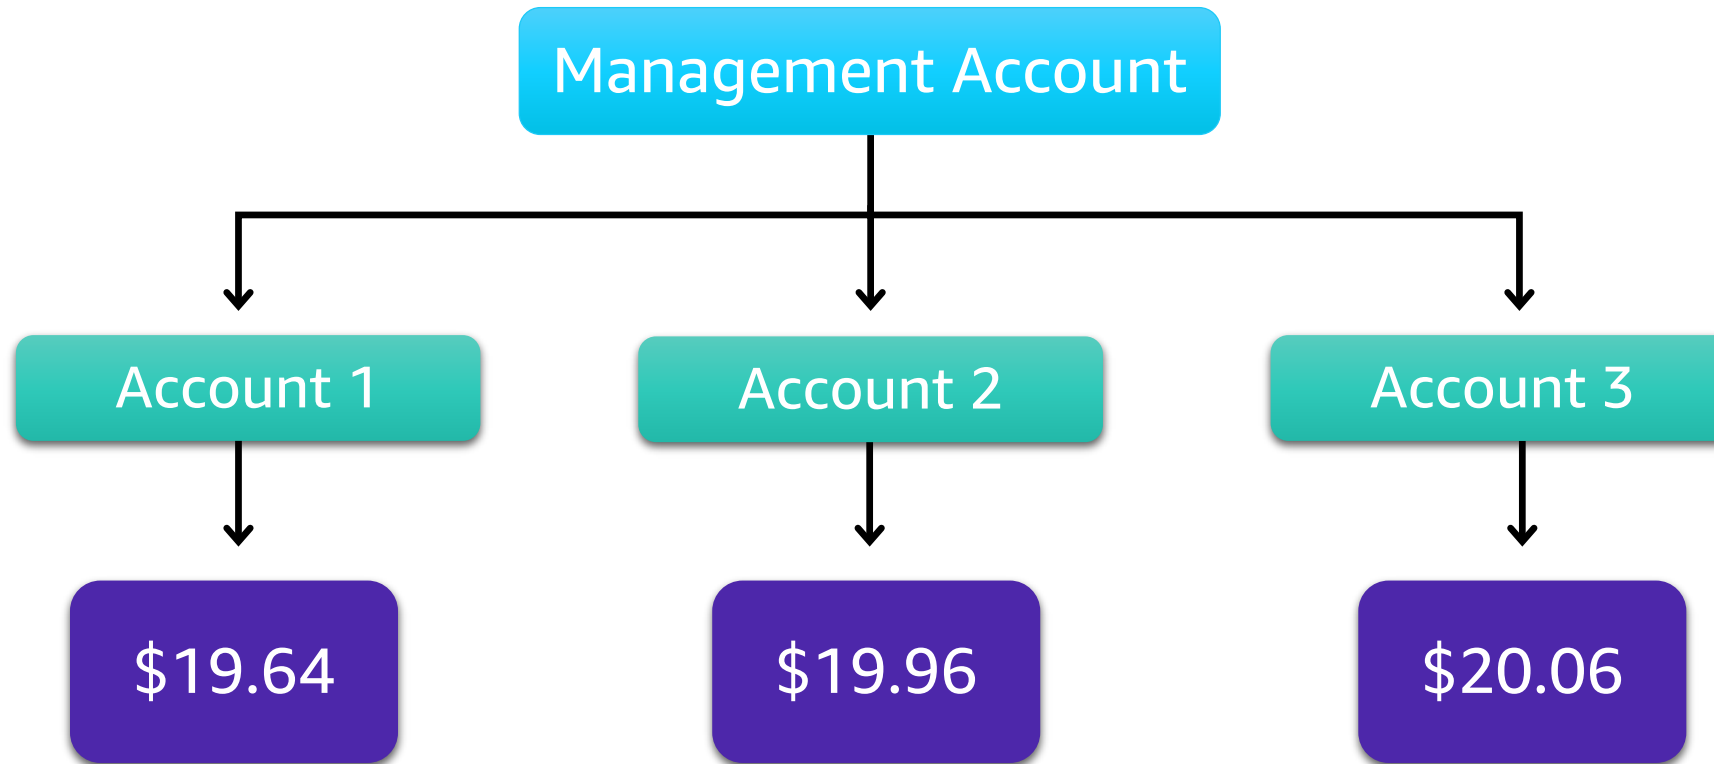 Management Account
Account 1
Account 2
Account 3
$19.64
$19.96
$20.06